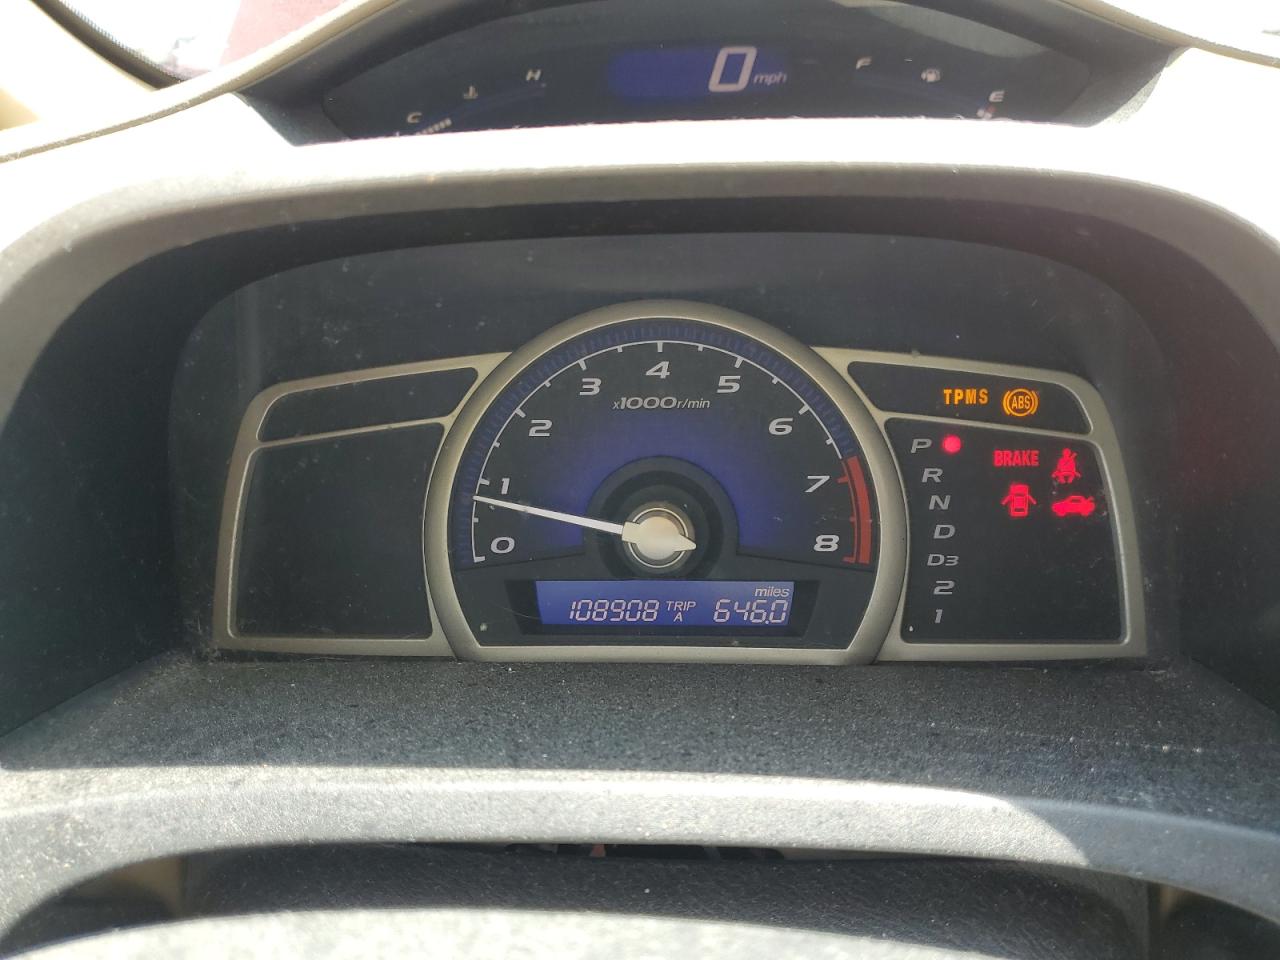 C H 0 mph F E
4
3 5
x1000r/min
2 6
1 7
0 8
miles
108908 TRIP A 646.0
TPMS ABS
P BRAKE
R
N
D
D3
2
1